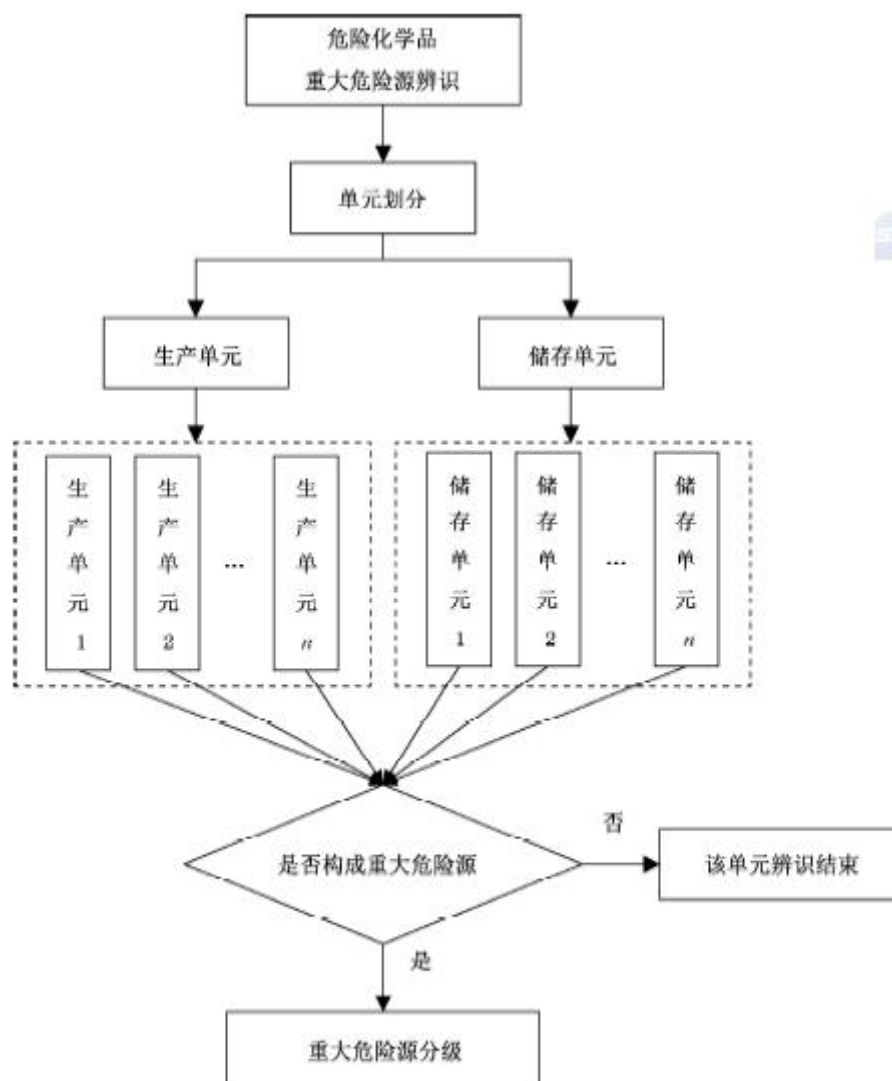 危险化学品
重大危险源辨识
单元划分
生产单元
储存单元
生产单元1
生产单元2
…
生产单元n
储存单元1
储存单元2
…
储存单元n
是否构成重大危险源
否
该单元辨识结束
是
重大危险源分级